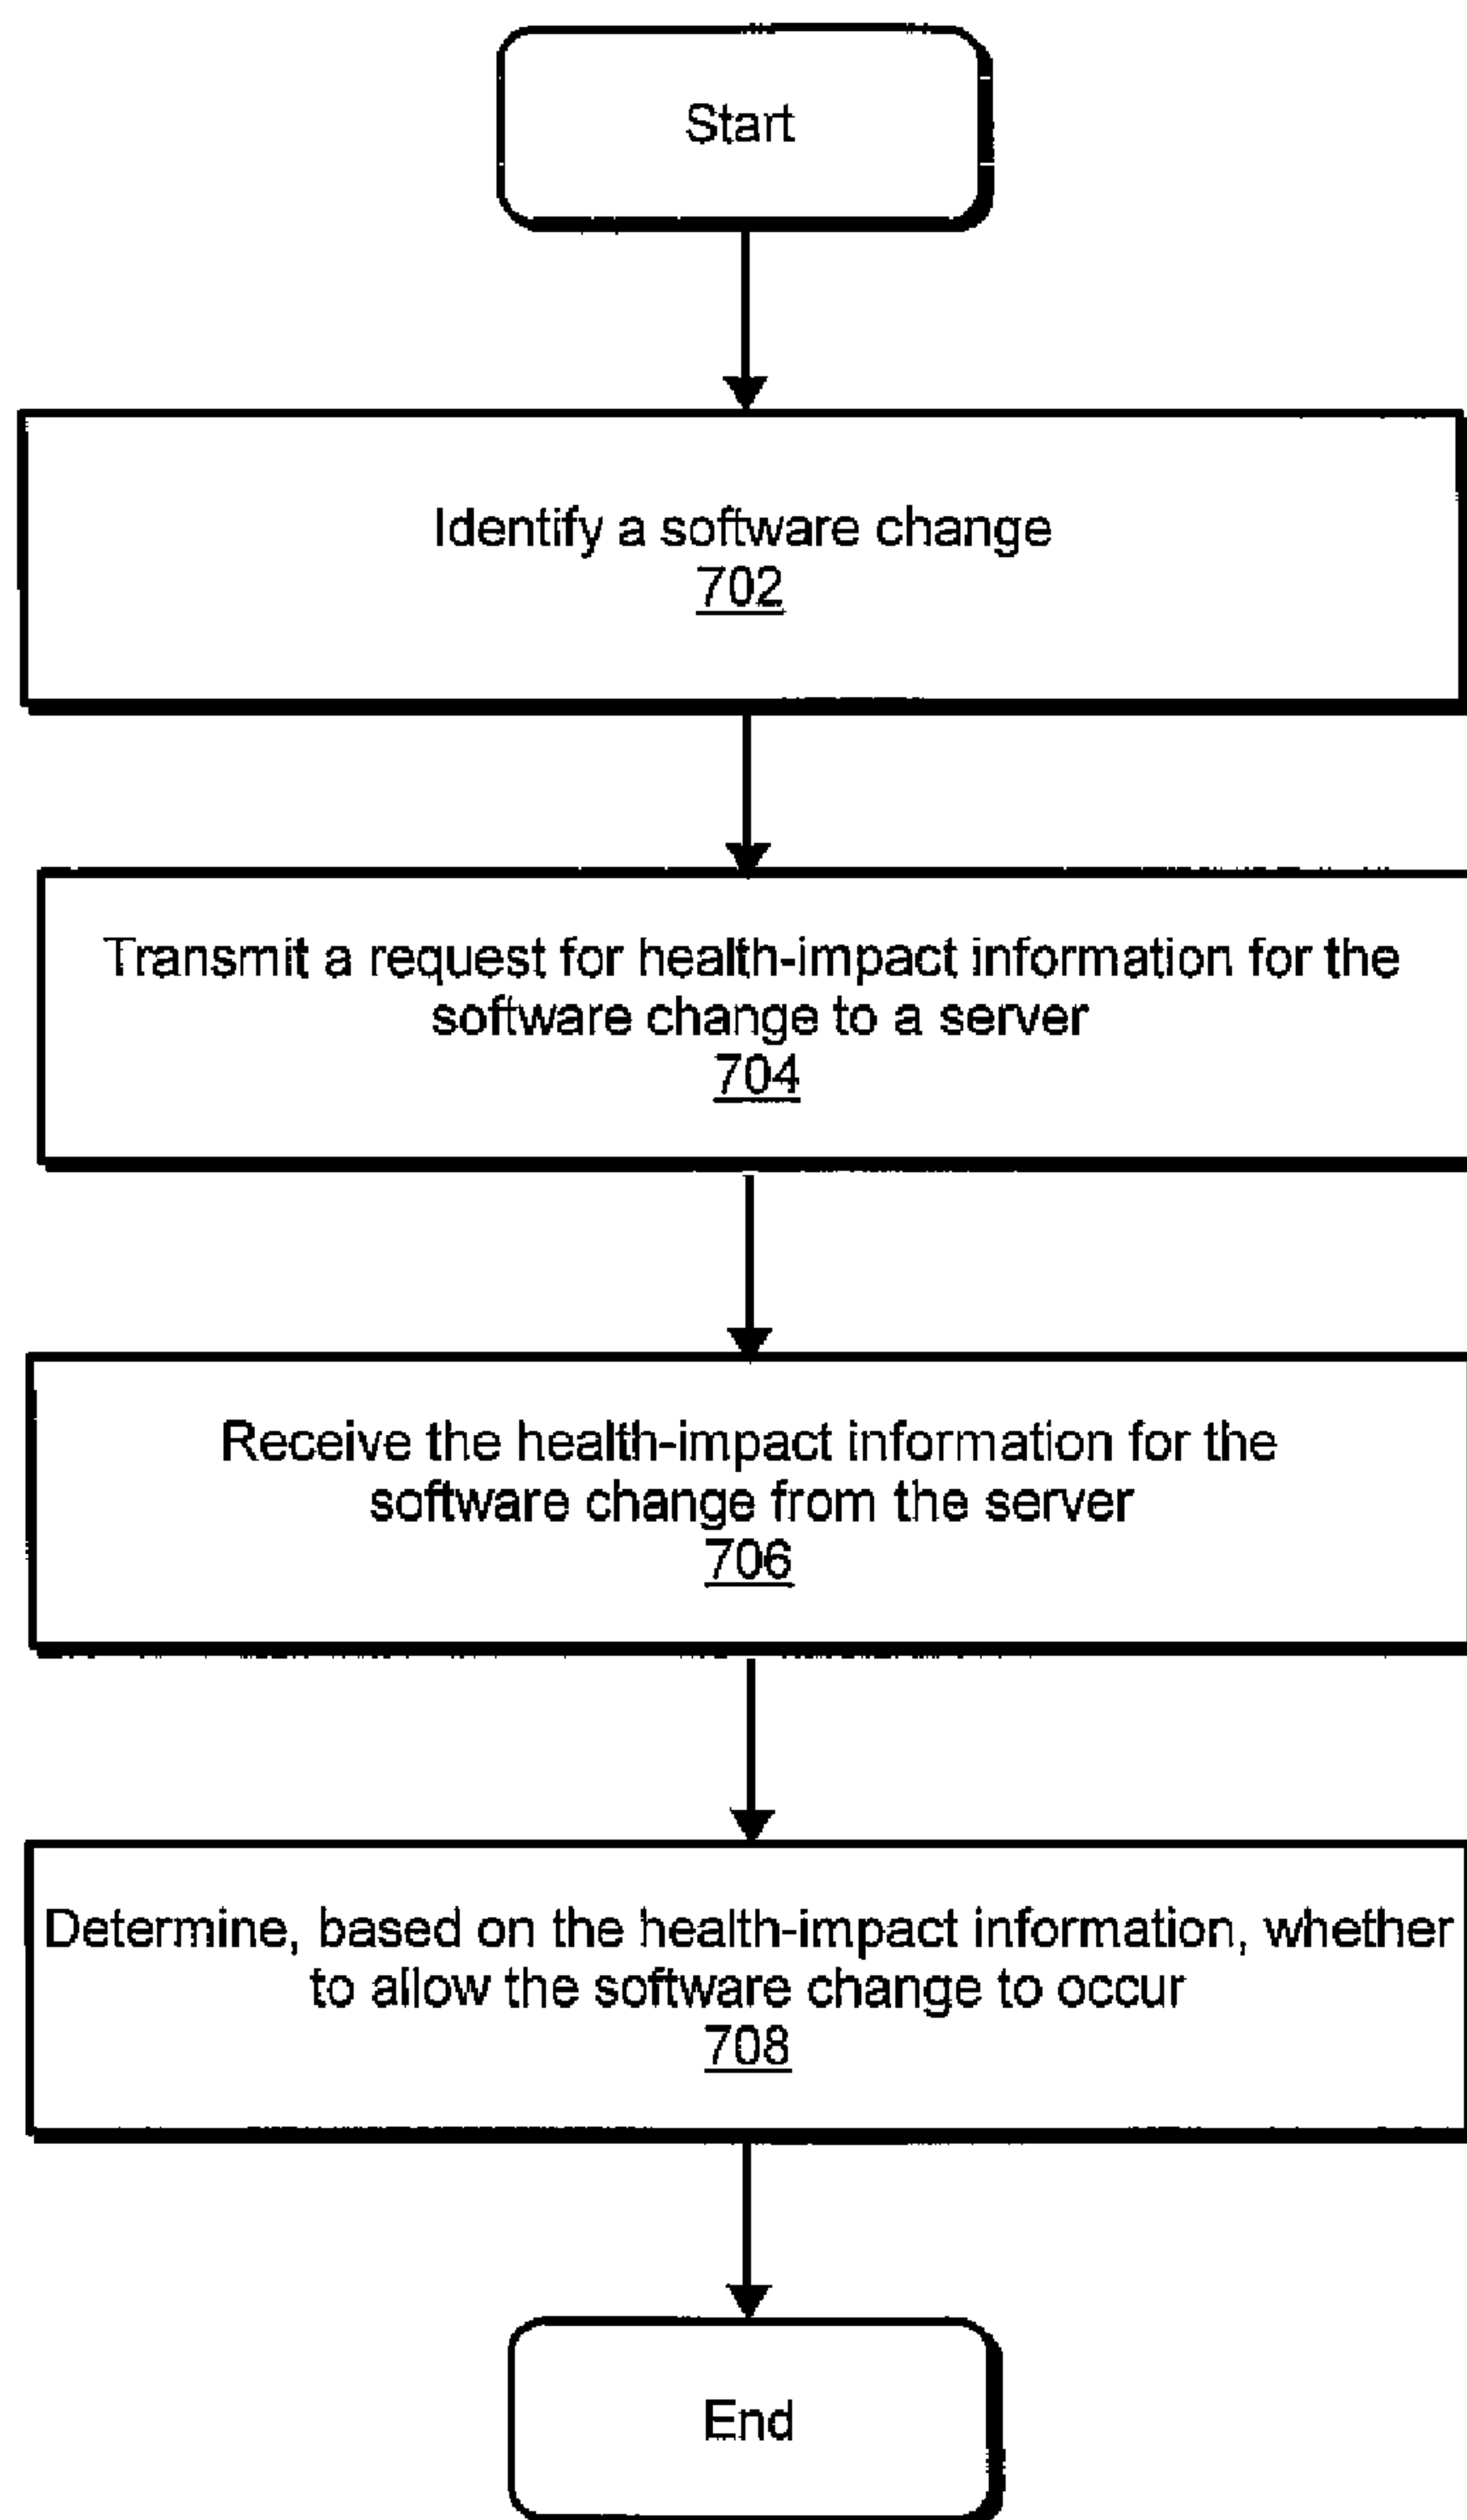 Start
Identify a software change
702
Transmit a request for health-impact information for the
software change to a server
704
Receive the health-impact information for the
software change from the server
706
Determine, based on the health-impact information, whether
to allow the software change to occur
708
End